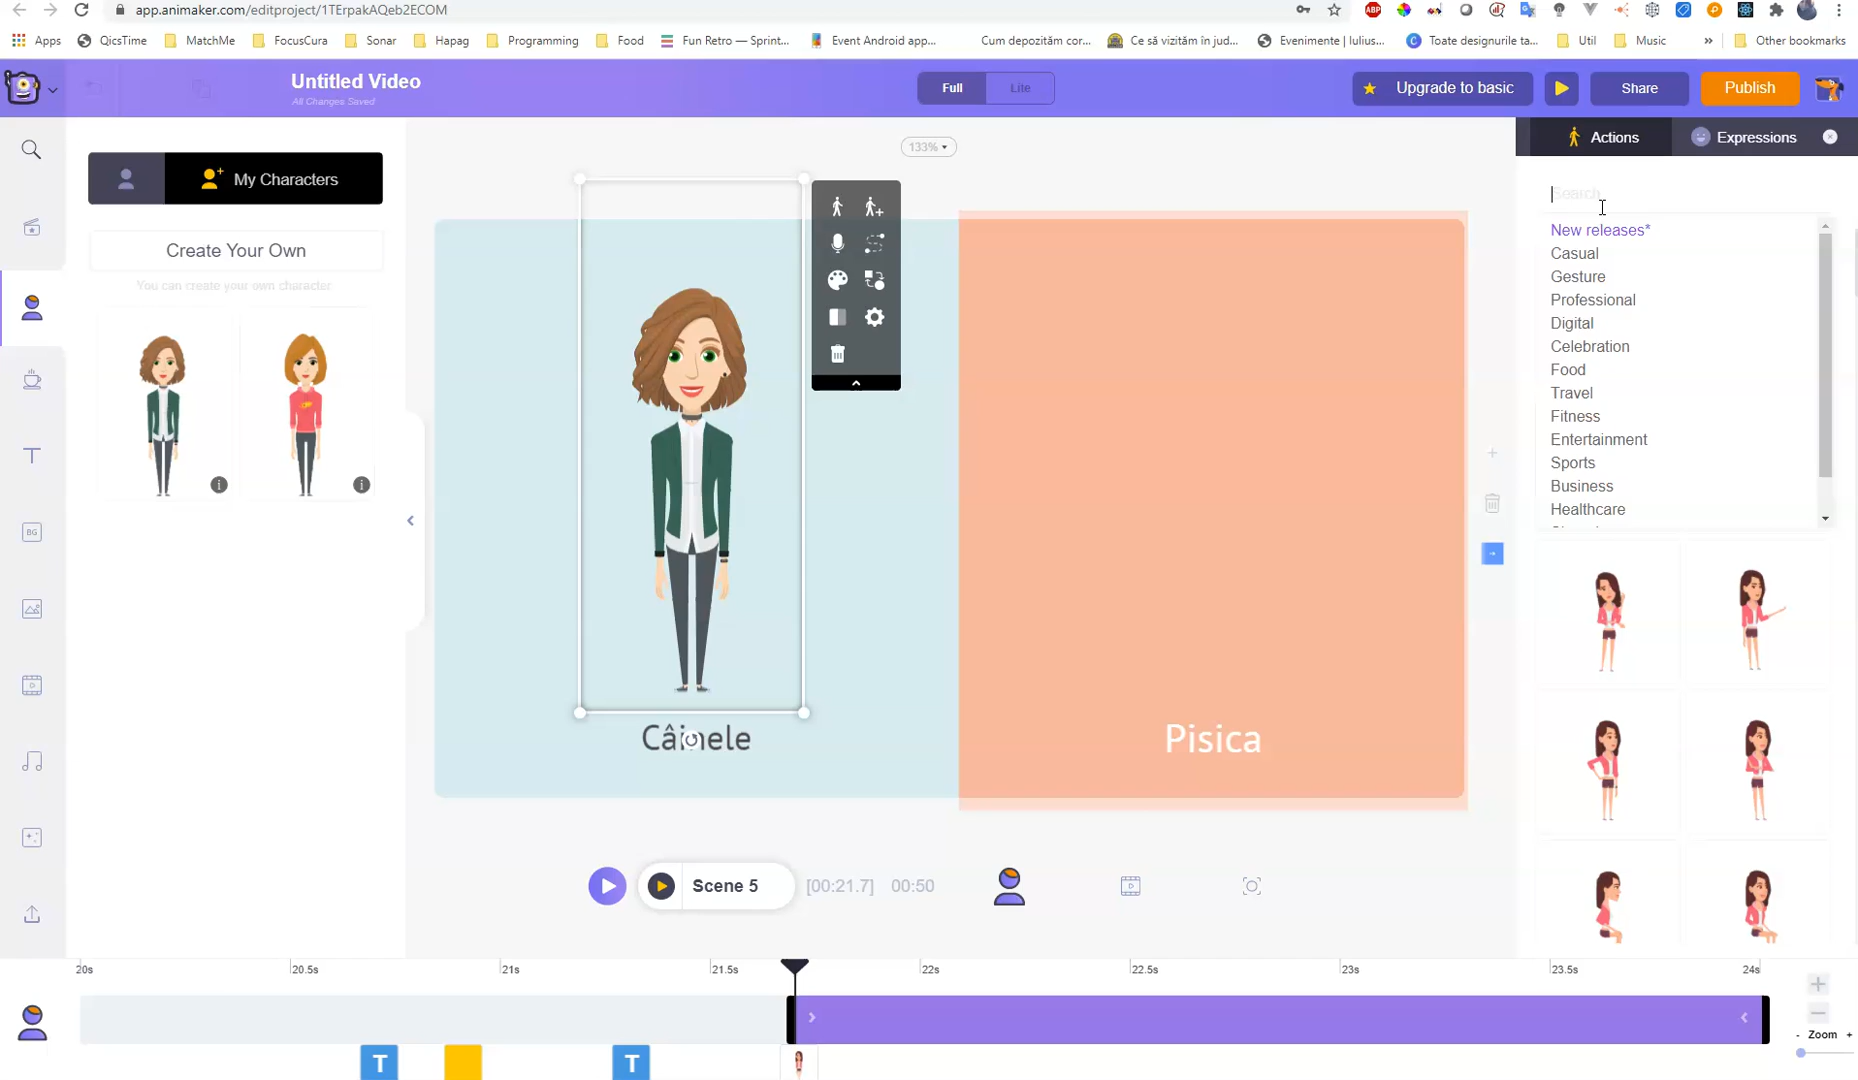 app.animaker.com/editproject/1TErpakAQeb2ECOM
Apps QicsTime MatchMe FocusCura Sonar Hapag Programming Food Fun Retro — Sprint... Event Android app... Cum depozităm cor... Ce să vizităm în jud... Evenimente | Iulius... Toate designurile ta... Util Music » Other bookmarks
Untitled Video
All Changes Saved
Full Lite
Upgrade to basic
Share
Publish
My Characters
Create Your Own
You can create your own character
133%
Actions
Expressions
Search
New releases*
Casual
Gesture
Professional
Digital
Celebration
Food
Travel
Fitness
Entertainment
Sports
Business
Healthcare
Câinele
Pisica
BG
Scene 5
[00:21.7] 00:50
20s 20.5s 21s 21.5s 22s 22.5s 23s 23.5s 24s
- Zoom +
T T